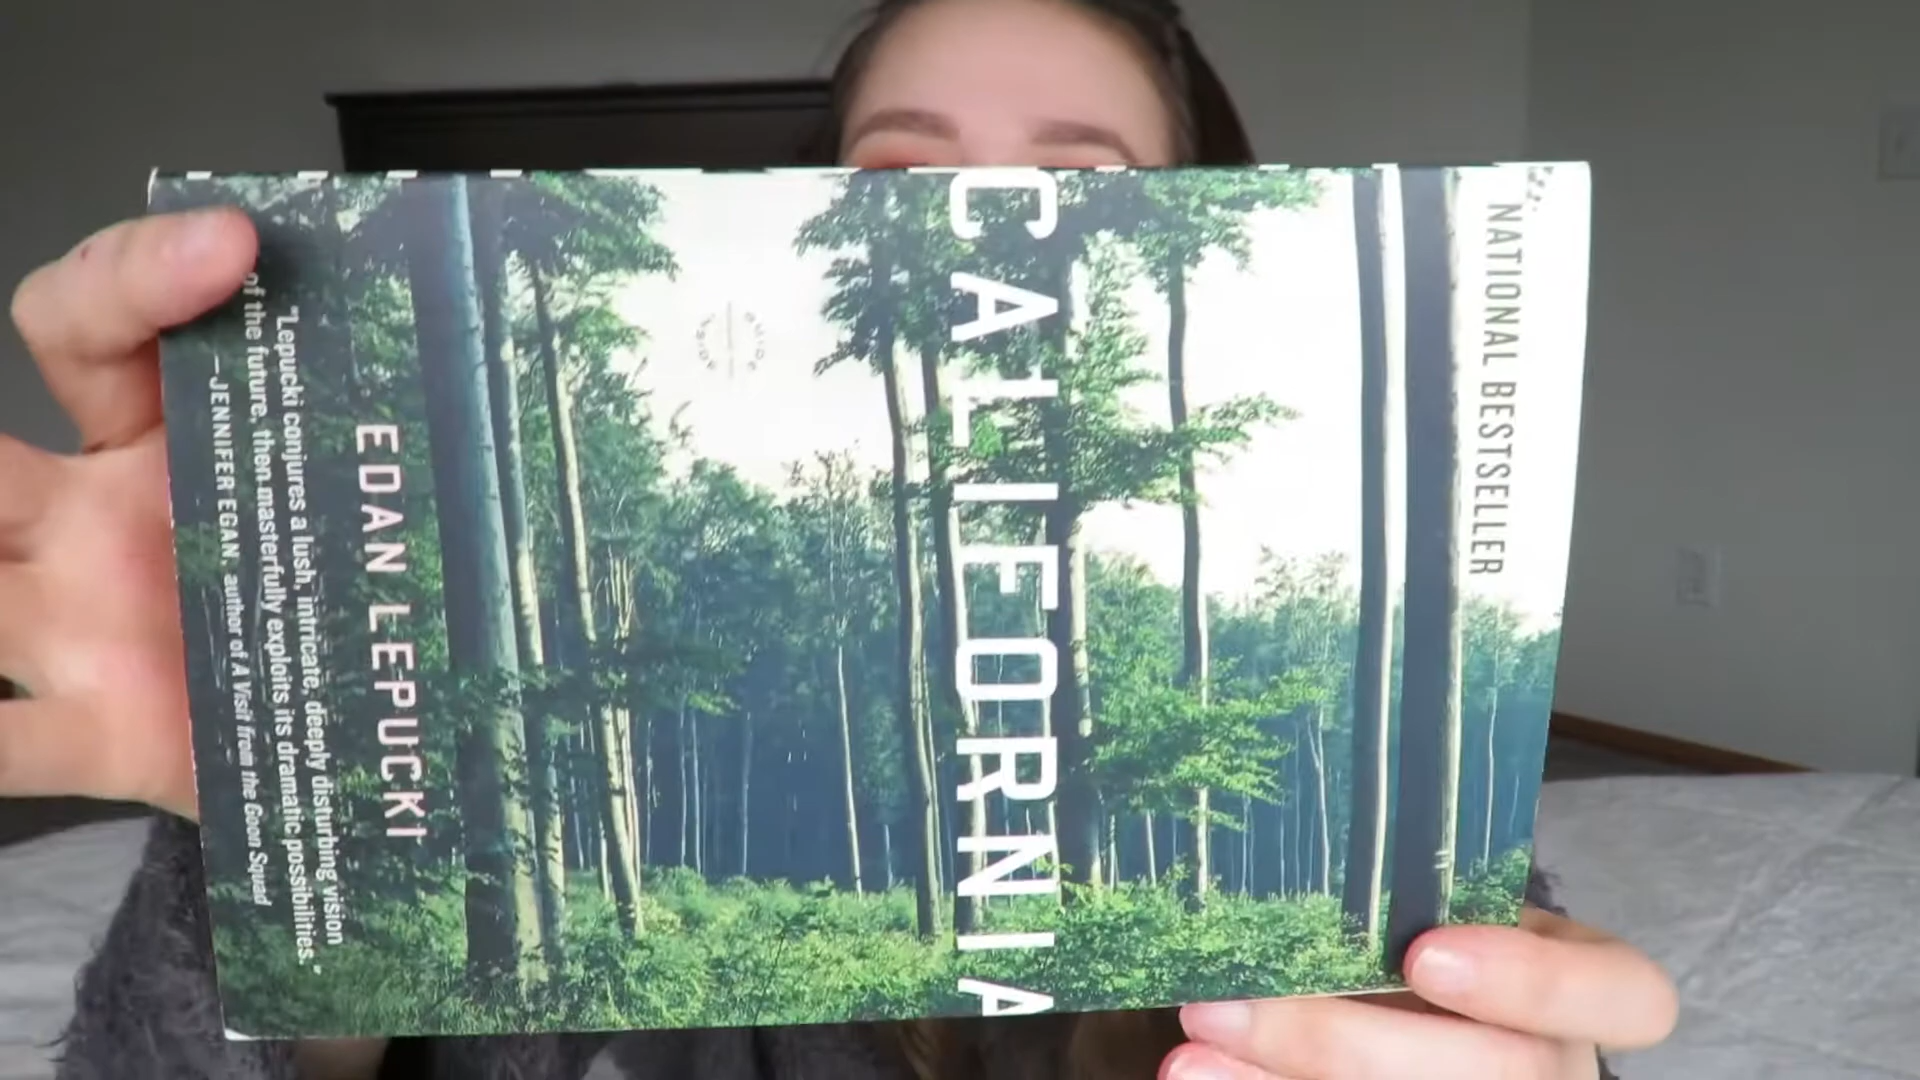 NATIONAL BESTSELLER
CALIFORNIA
EDAN LEPUCKI
"Lepucki conjures a lush, intricate, deeply disturbing vision
of the future, then masterfully exploits its dramatic possibilities."
—JENNIFER EGAN, author of A Visit from the Goon Squad